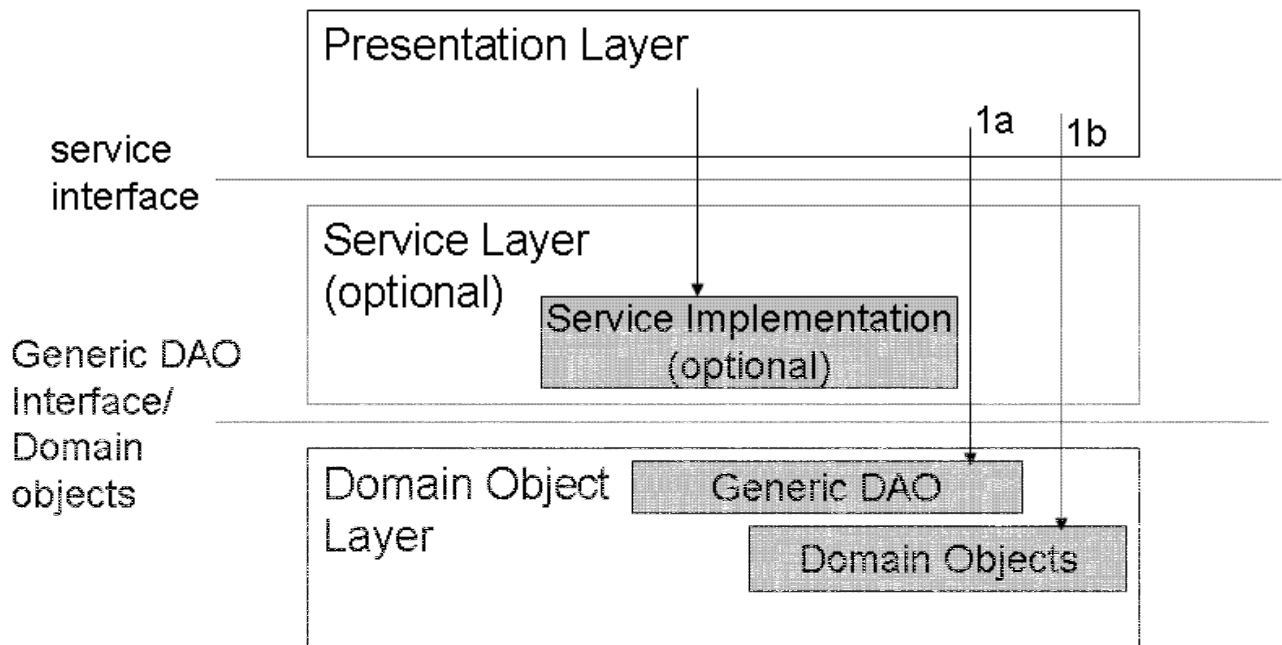 Presentation Layer
1a
1b
service
interface
Service Layer
(optional)
Service Implementation
(optional)
Generic DAO
Interface/
Domain
objects
Domain Object
Layer
Generic DAO
Domain Objects